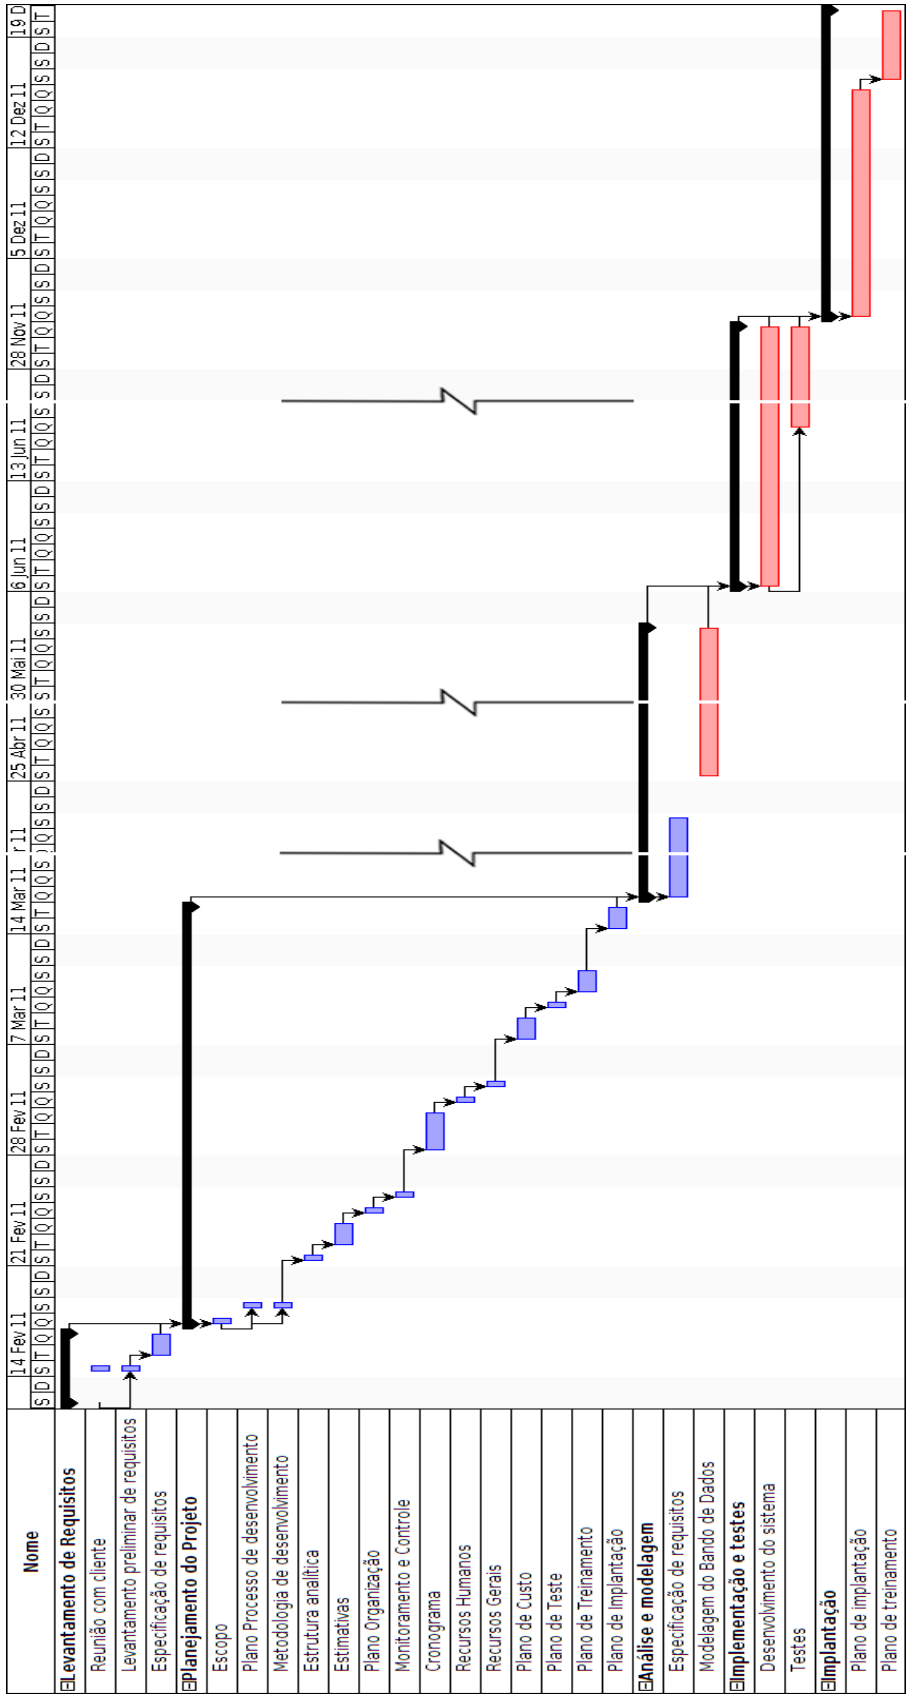 Nome
14 Fev 11 21 Fev 11 28 Fev 11 7 Mar 11 14 Mar 11 r 11 25 Abr 11 30 Mai 11 6 Jun 11 13 Jun 11 28 Nov 11 5 Dez 11 12 Dez 11 19 D
S D S T Q Q S S D S T Q Q S S D S T Q Q S S D S T Q Q S S D S T Q Q S Q S S D S T Q Q S S T Q Q S S D S T Q Q S S D S T Q Q S S D S T Q Q S S D S T Q Q S S D S T Q Q S S D S T
Levantamento de Requisitos
Reunião com cliente
Levantamento preliminar de requisitos
Especificação de requisitos
Planejamento do Projeto
Escopo
Plano Processo de desenvolvimento
Metodologia de desenvolvimento
Estrutura analítica
Estimativas
Plano Organização
Monitoramento e Controle
Cronograma
Recursos Humanos
Recursos Gerais
Plano de Custo
Plano de Teste
Plano de Treinamento
Plano de Implantação
Análise e modelagem
Especificação de requisitos
Modelagem do Bando de Dados
Implementação e testes
Desenvolvimento do sistema
Testes
Implantação
Plano de implantação
Plano de treinamento